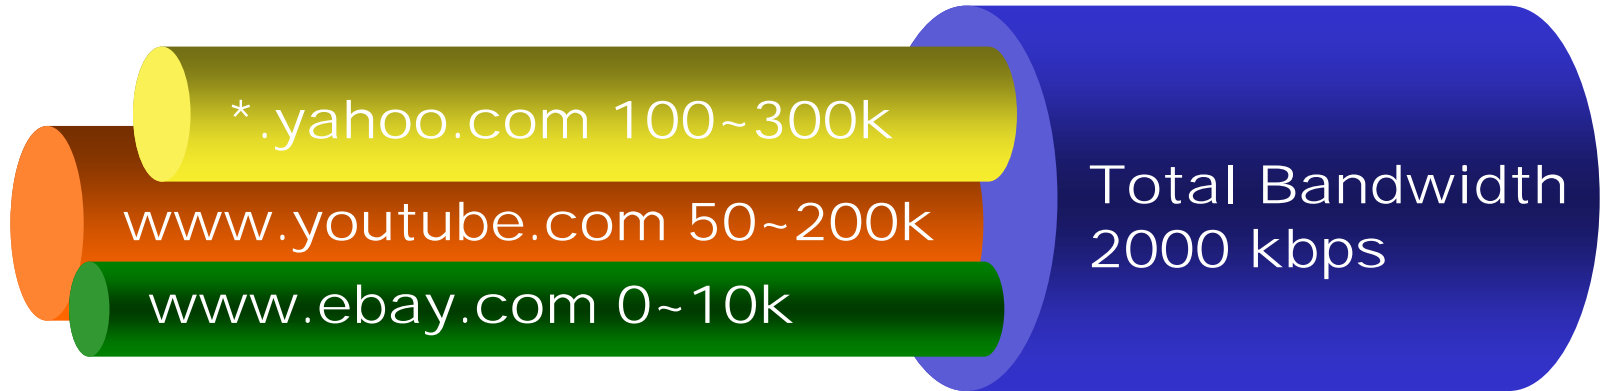 *.yahoo.com 100~300k
www.youtube.com 50~200k
www.ebay.com 0~10k
Total Bandwidth
2000 kbps